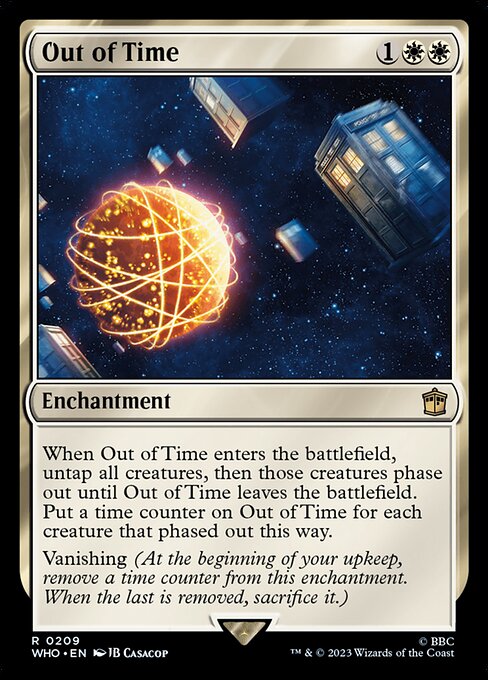 Out of Time 1
Enchantment
When Out of Time enters the battlefield,
untap all creatures, then those creatures phase
out until Out of Time leaves the battlefield.
Put a time counter on Out of Time for each
creature that phased out this way.
Vanishing (At the beginning of your upkeep,
remove a time counter from this enchantment.
When the last is removed, sacrifice it.)
R 0209 © BBC
WHO • EN JB Casacop ™ & © 2023 Wizards of the Coast